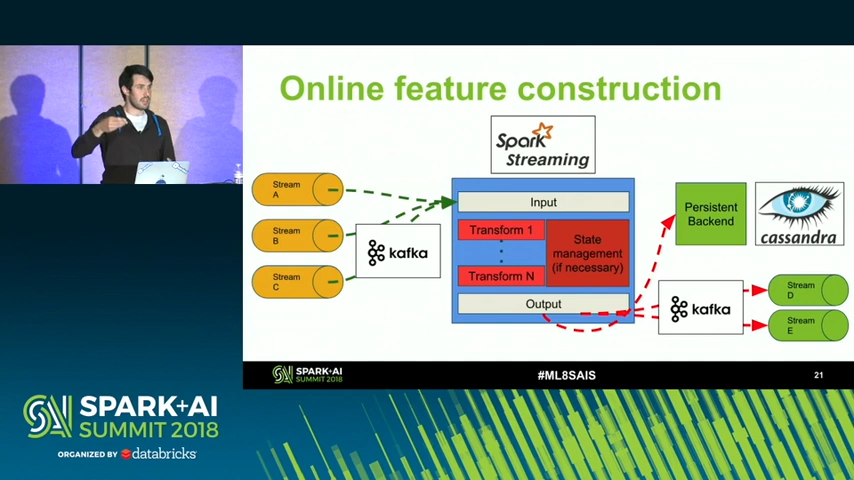 Online feature construction
Spark
Streaming
Stream
A
Stream
B
Stream
C
kafka
Input
Transform 1
Transform N
State
management
(if necessary)
Output
Persistent
Backend
cassandra
kafka
Stream
D
Stream
E
SPARK+AI
SUMMIT 2018
#ML8SAIS
21
SPARK+AI
SUMMIT 2018
ORGANIZED BY databricks